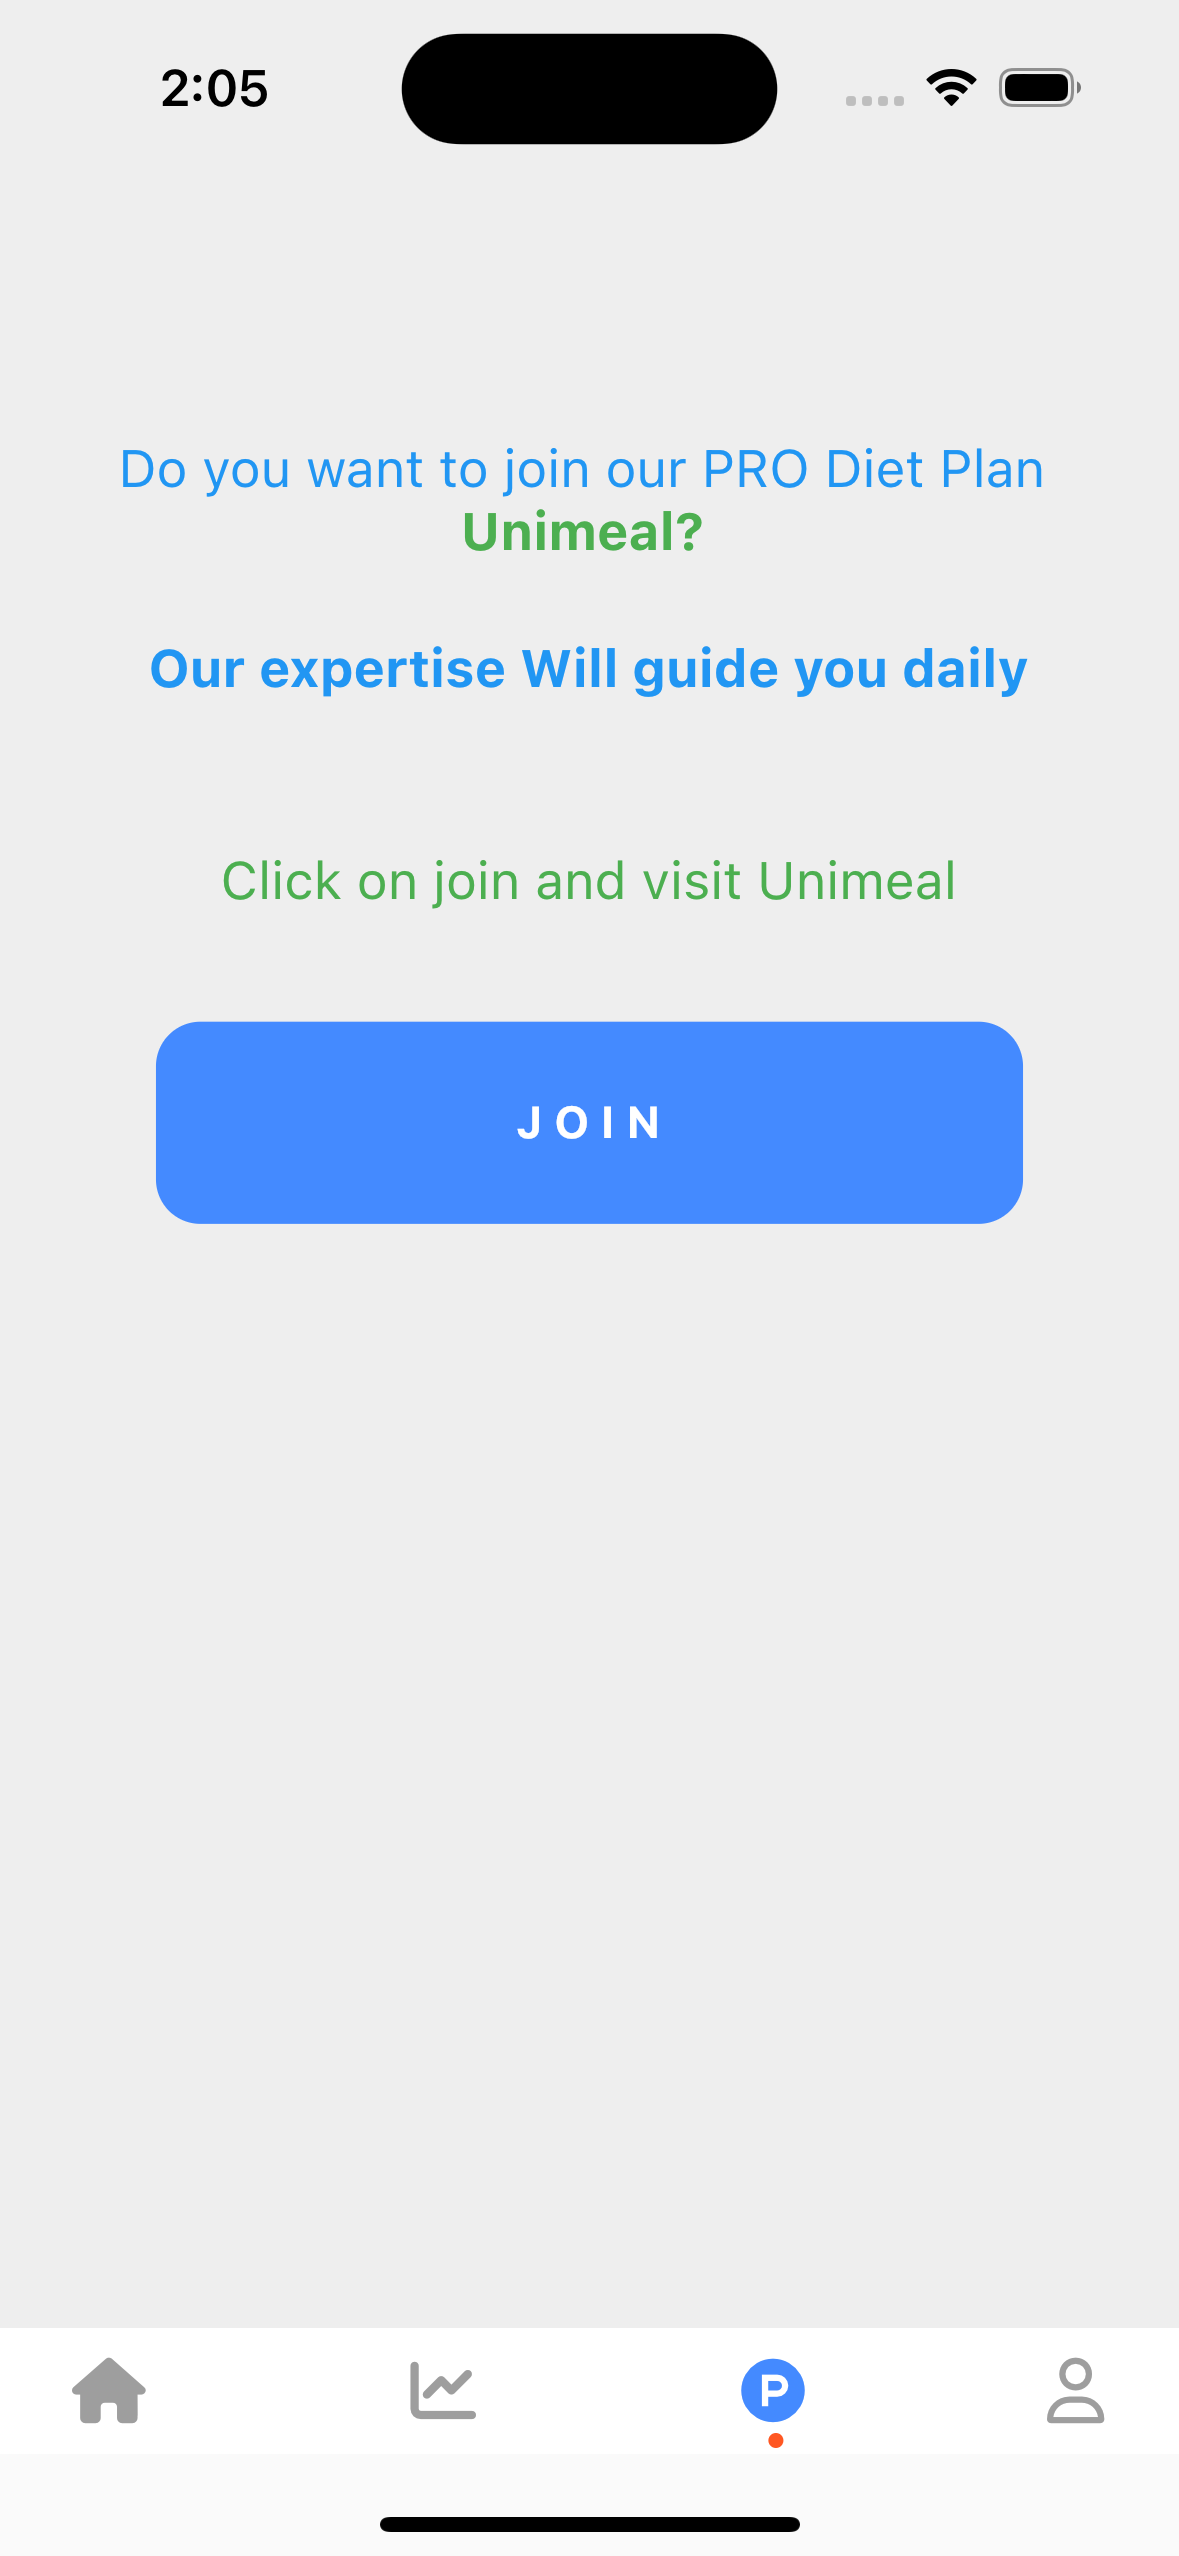 2:05
Do you want to join our PRO Diet Plan
Unimeal?
Our expertise Will guide you daily
Click on join and visit Unimeal
JOIN
P